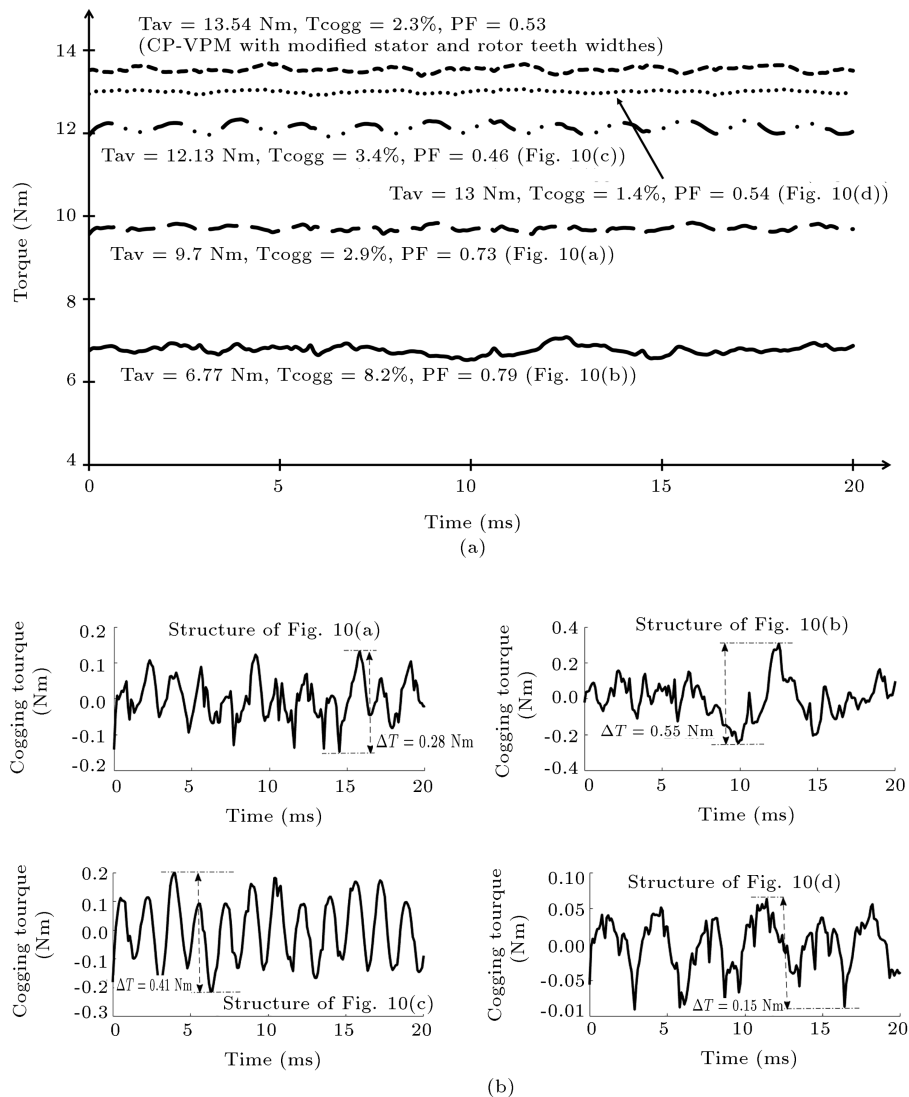 Tav = 13.54 Nm, Tcogg = 2.3%, PF = 0.53
(CP-VPM with modified stator and rotor teeth widthes)
14
12
Tav = 12.13 Nm, Tcogg = 3.4%, PF = 0.46 (Fig. 10(c))
Tav = 13 Nm, Tcogg = 1.4%, PF = 0.54 (Fig. 10(d))
10
Tav = 9.7 Nm, Tcogg = 2.9%, PF = 0.73 (Fig. 10(a))
Torque (Nm)
8
Tav = 6.77 Nm, Tcogg = 8.2%, PF = 0.79 (Fig. 10(b))
6
4
0 5 10 15 20
Time (ms)
(a)
Structure of Fig. 10(a)
0.2
0.1
0.0
-0.1
-0.2
Cogging tourque
(Nm)
ΔT = 0.28 Nm
0 5 10 15 20
Time (ms)
Structure of Fig. 10(b)
0.4
0.2
0.0
-0.2
-0.4
Cogging tourque
(Nm)
ΔT = 0.55 Nm
0 5 10 15 20
Time (ms)
0.2
0.1
0.0
-0.1
-0.2
-0.3
Cogging tourque
(Nm)
ΔT = 0.41 Nm
Structure of Fig. 10(c)
0 5 10 15 20
Time (ms)
Structure of Fig. 10(d)
0.10
0.05
0.00
-0.05
-0.01
Cogging tourque
(Nm)
ΔT = 0.15 Nm
0 5 10 15 20
Time (ms)
(b)